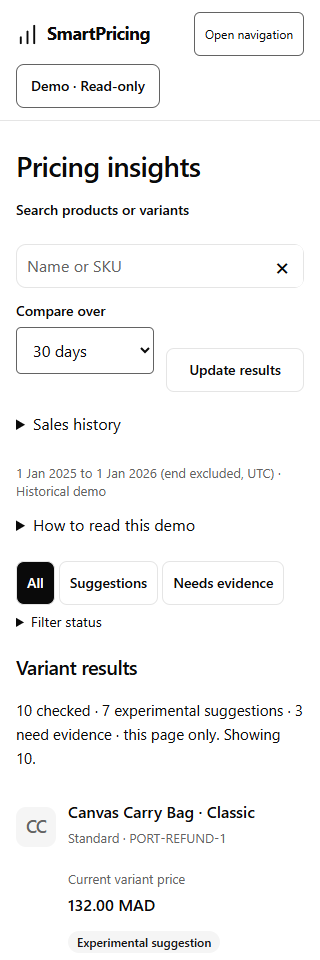 SmartPricing
Open navigation
Demo · Read-only
Pricing insights
Search products or variants
Name or SKU
Compare over
30 days
Update results
Sales history
1 Jan 2025 to 1 Jan 2026 (end excluded, UTC) ·
Historical demo
How to read this demo
All
Suggestions
Needs evidence
Filter status
Variant results
10 checked · 7 experimental suggestions · 3
need evidence · this page only. Showing
10.
CC
Canvas Carry Bag · Classic
Standard · PORT-REFUND-1
Current variant price
132.00 MAD
Experimental suggestion